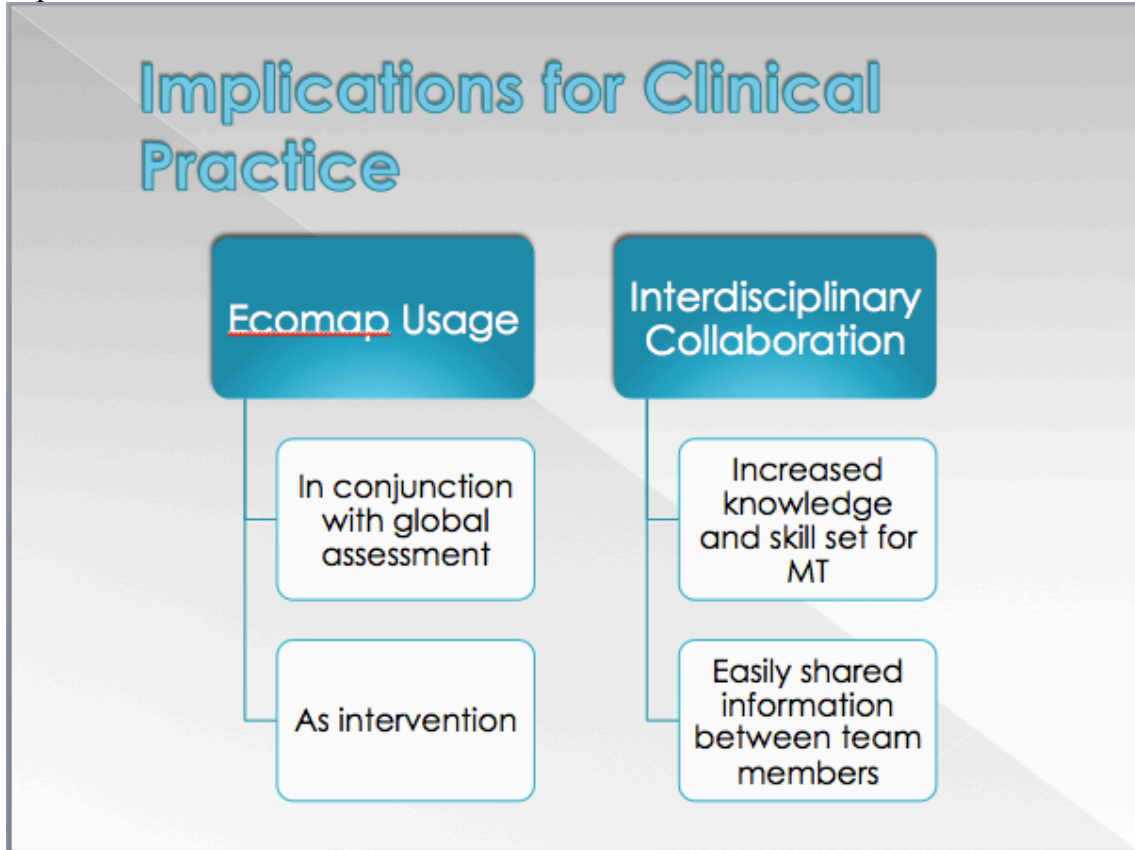 Implications for Clinical
Practice
Ecomap Usage
In conjunction
with global
assessment
As intervention
Interdisciplinary
Collaboration
Increased
knowledge
and skill set for
MT
Easily shared
information
between team
members